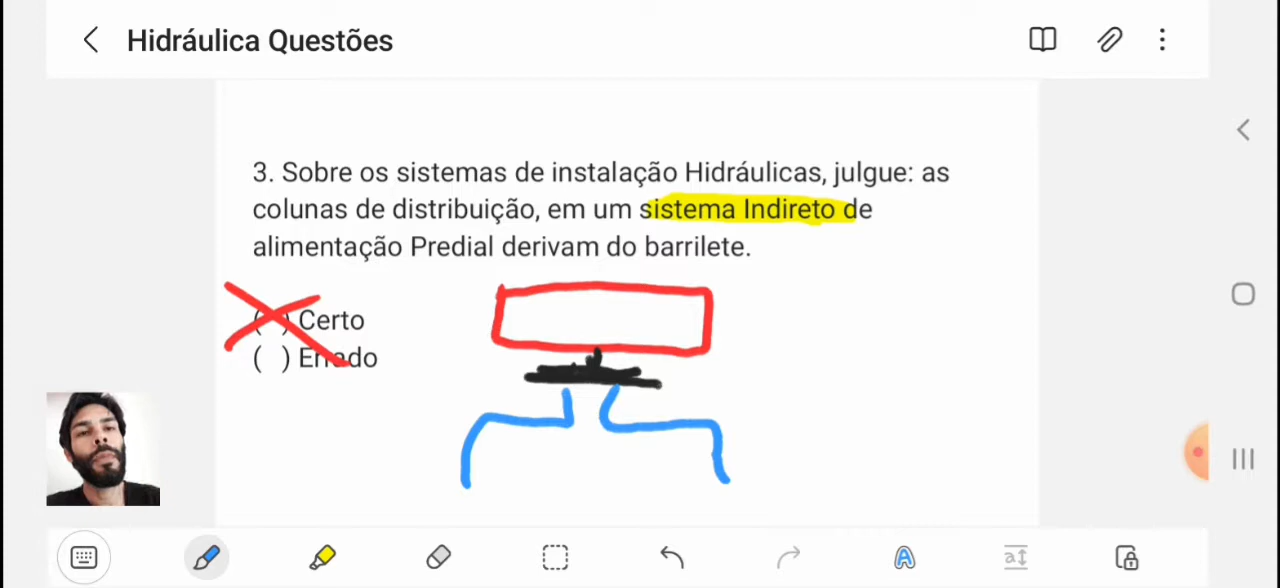 Hidráulica Questões
3. Sobre os sistemas de instalação Hidráulicas, julgue: as
colunas de distribuição, em um sistema Indireto de
alimentação Predial derivam do barrilete.
( ) Certo
( ) Errado